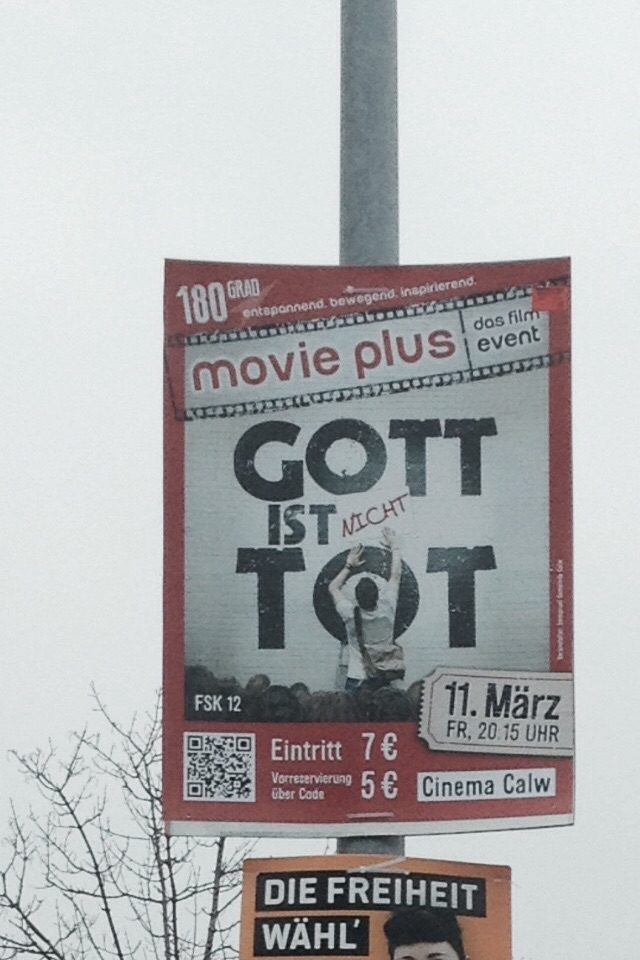 180 GRAD
entspannend. bewegend. inspirierend.
movie plus
das film
event
GOTT
IST NICHT
TOT
FSK 12
11. März
FR, 20.15 UHR
Eintritt 7 €
Vorreservierung
über Code 5 €
Cinema Calw
DIE FREIHEIT
WÄHL'